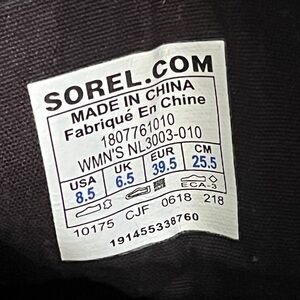 SOREL.COM
MADE IN CHINA
Fabriqué En Chine
1807761010
WMN'S NL3003-010
USA UK EUR CM
8.5 6.5 39.5 25.5
ECA-3
10175 CJF 0618 218
191455338760